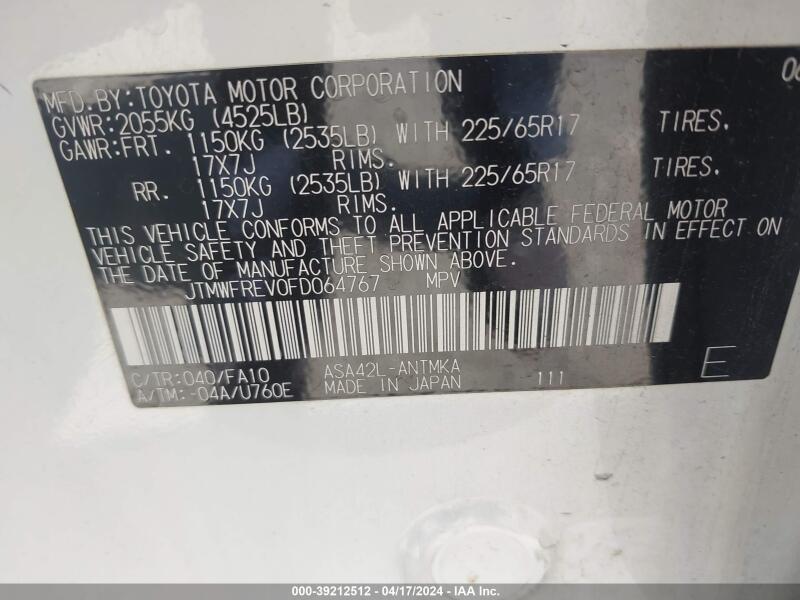 MFD.BY:TOYOTA MOTOR CORPORATION
GVWR:2055KG (4525LB)
GAWR:FRT. 1150KG (2535LB) WITH 225/65R17 TIRES.
17X7J RIMS.
RR. 1150KG (2535LB) WITH 225/65R17 TIRES.
17X7J RIMS.
THIS VEHICLE CONFORMS TO ALL APPLICABLE FEDERAL MOTOR
VEHICLE SAFETY AND THEFT PREVENTION STANDARDS IN EFFECT ON
THE DATE OF MANUFACTURE SHOWN ABOVE.
JTMWFREV0FD064767 MPV
C/TR:040/FA10 ASA42L-ANTMKA
A/TM:-04A/U760E MADE IN JAPAN 111 E
000-39212512 - 04/17/2024 - IAA Inc.